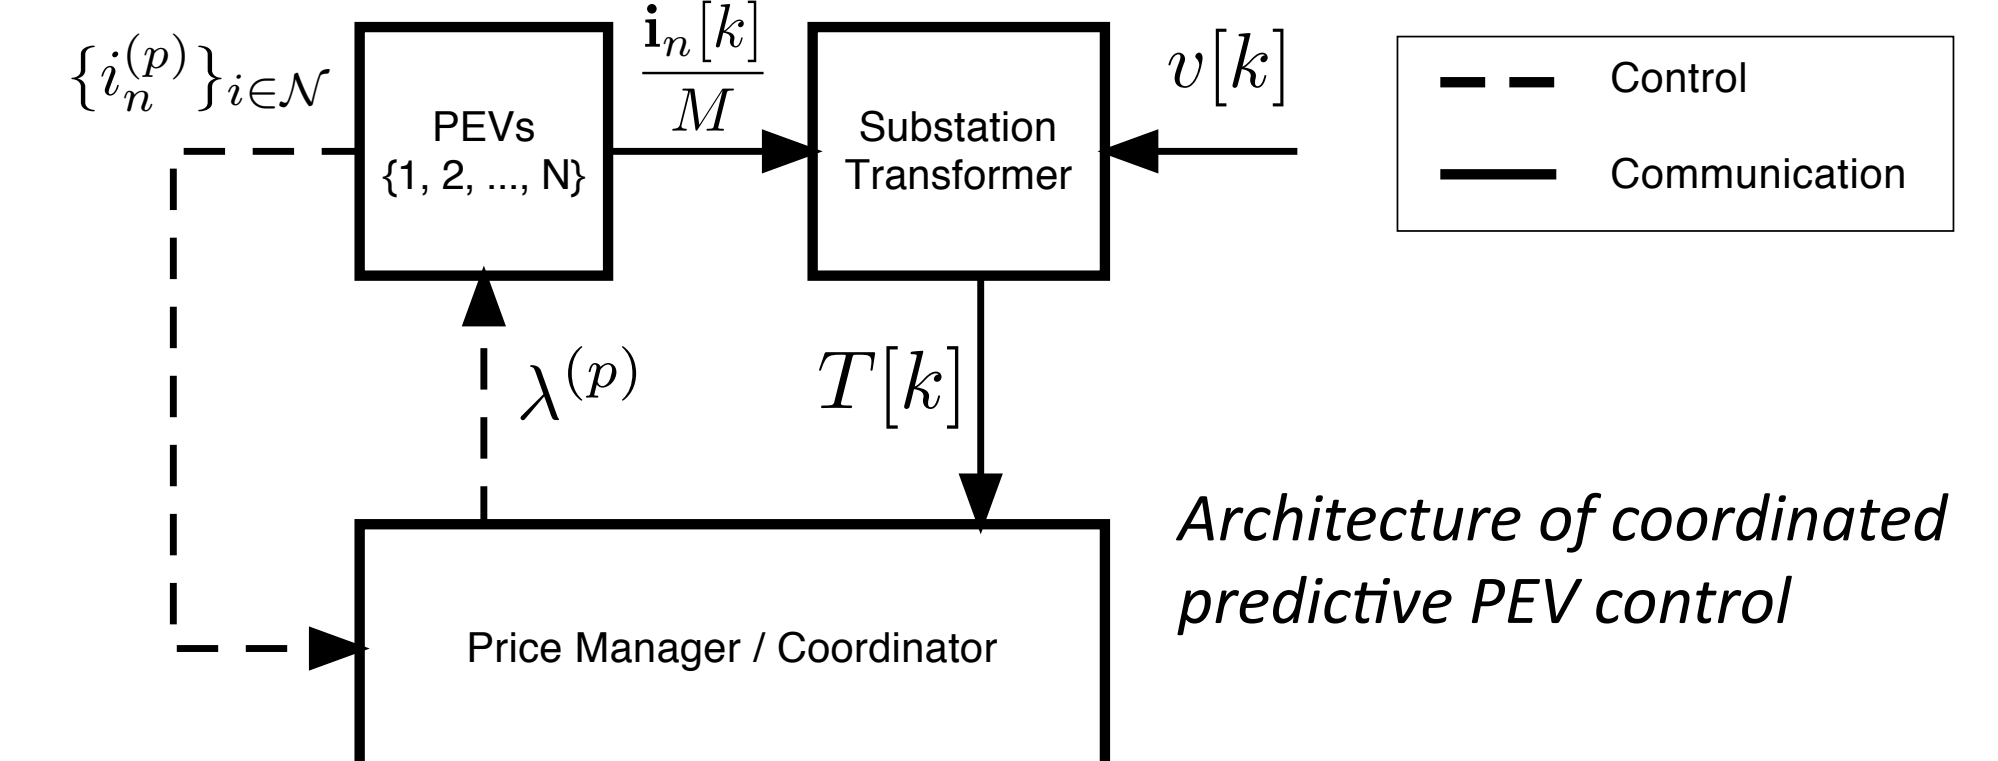 {i_n^{(p)}}_{i∈𝒩}
PEVs
{1, 2, ..., N}
𝐢_n[k]
M
Substation
Transformer
v[k]
Control
Communication
λ^{(p)}
T[k]
Architecture of coordinated
predictive PEV control
Price Manager / Coordinator